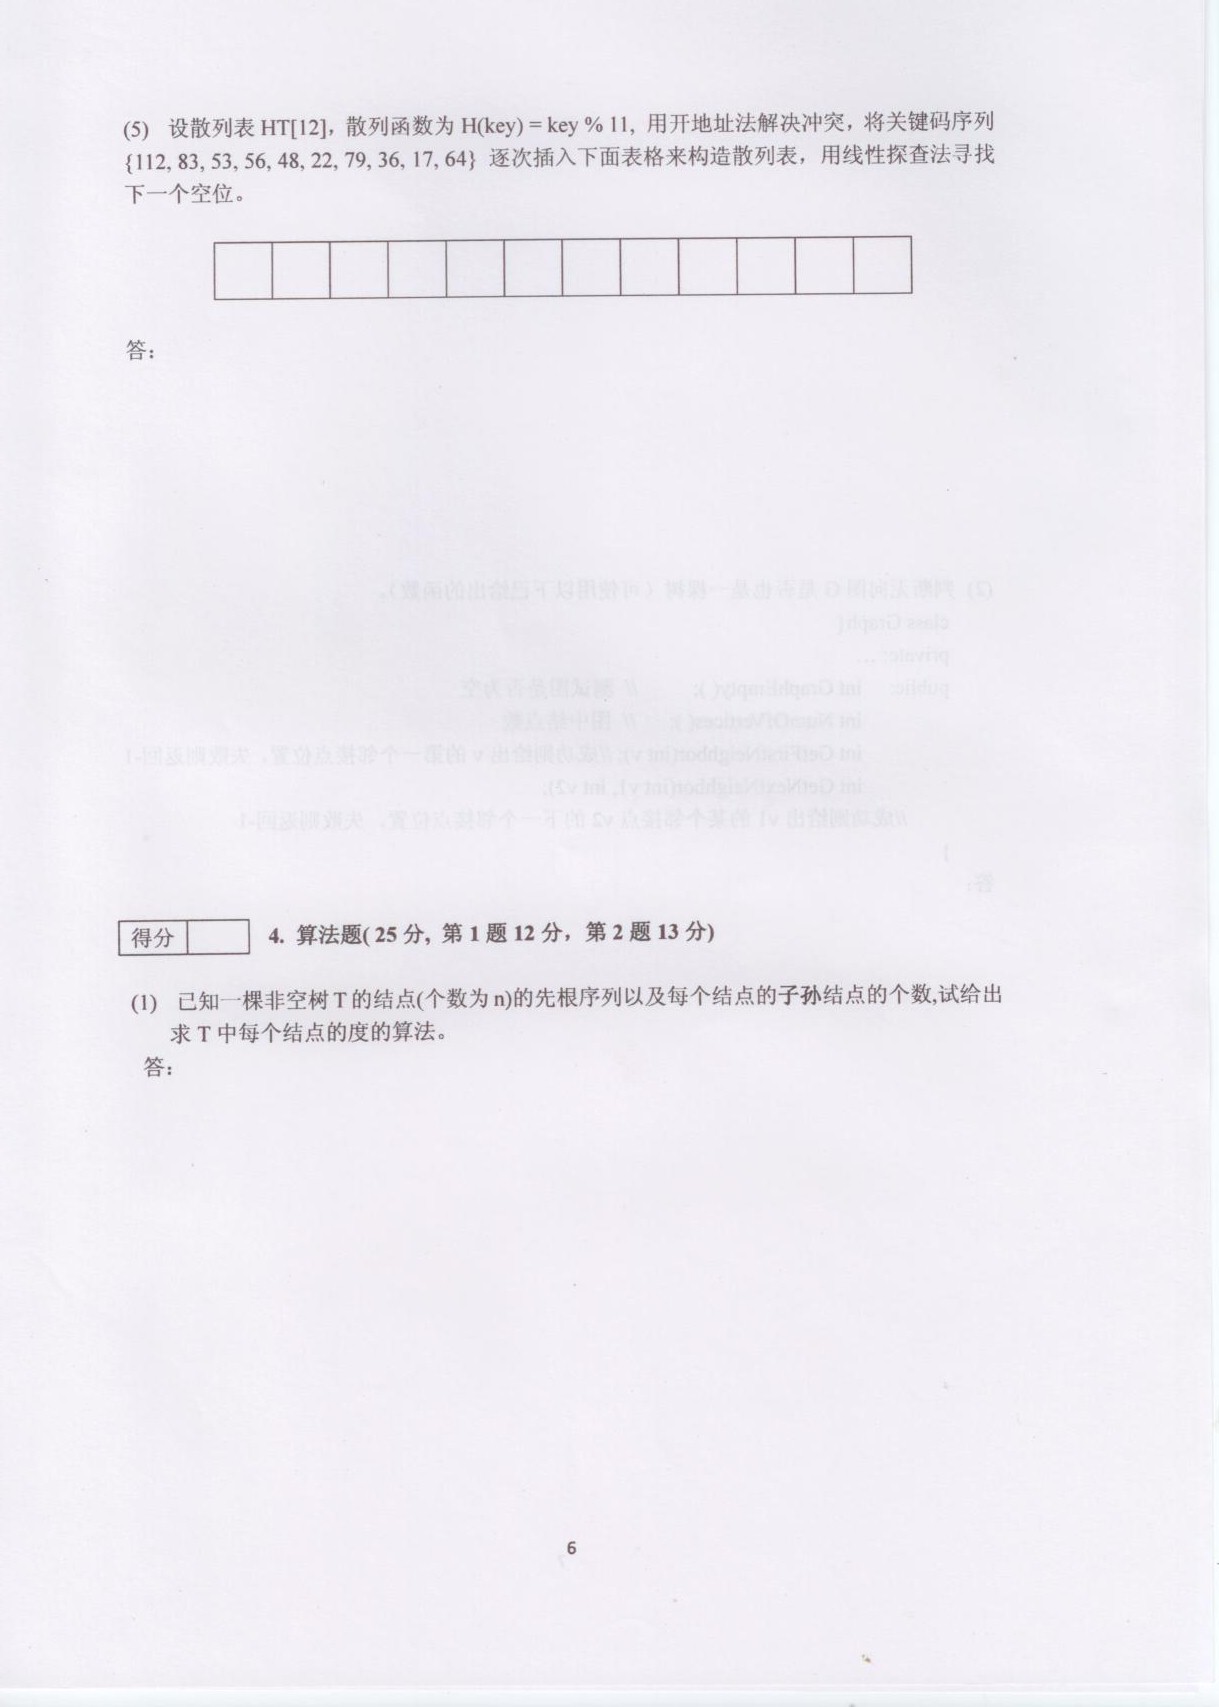 (5) 设散列表 HT[12]，散列函数为 H(key) = key % 11, 用开地址法解决冲突，将关键码序列
{112, 83, 53, 56, 48, 22, 79, 36, 17, 64} 逐次插入下面表格来构造散列表，用线性探查法寻找
下一个空位。
答：
得分
4. 算法题( 25 分, 第 1 题 12 分，第 2 题 13 分)
(1) 已知一棵非空树 T 的结点(个数为 n)的先根序列以及每个结点的子孙结点的个数,试给出
求 T 中每个结点的度的算法。
答：
6